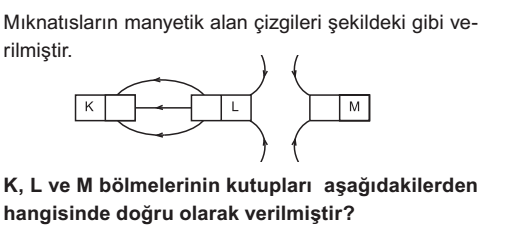 Mıknatısların manyetik alan çizgileri şekildeki gibi ve-
rilmiştir.
K L M
K, L ve M bölmelerinin kutupları aşağıdakilerden
hangisinde doğru olarak verilmiştir?